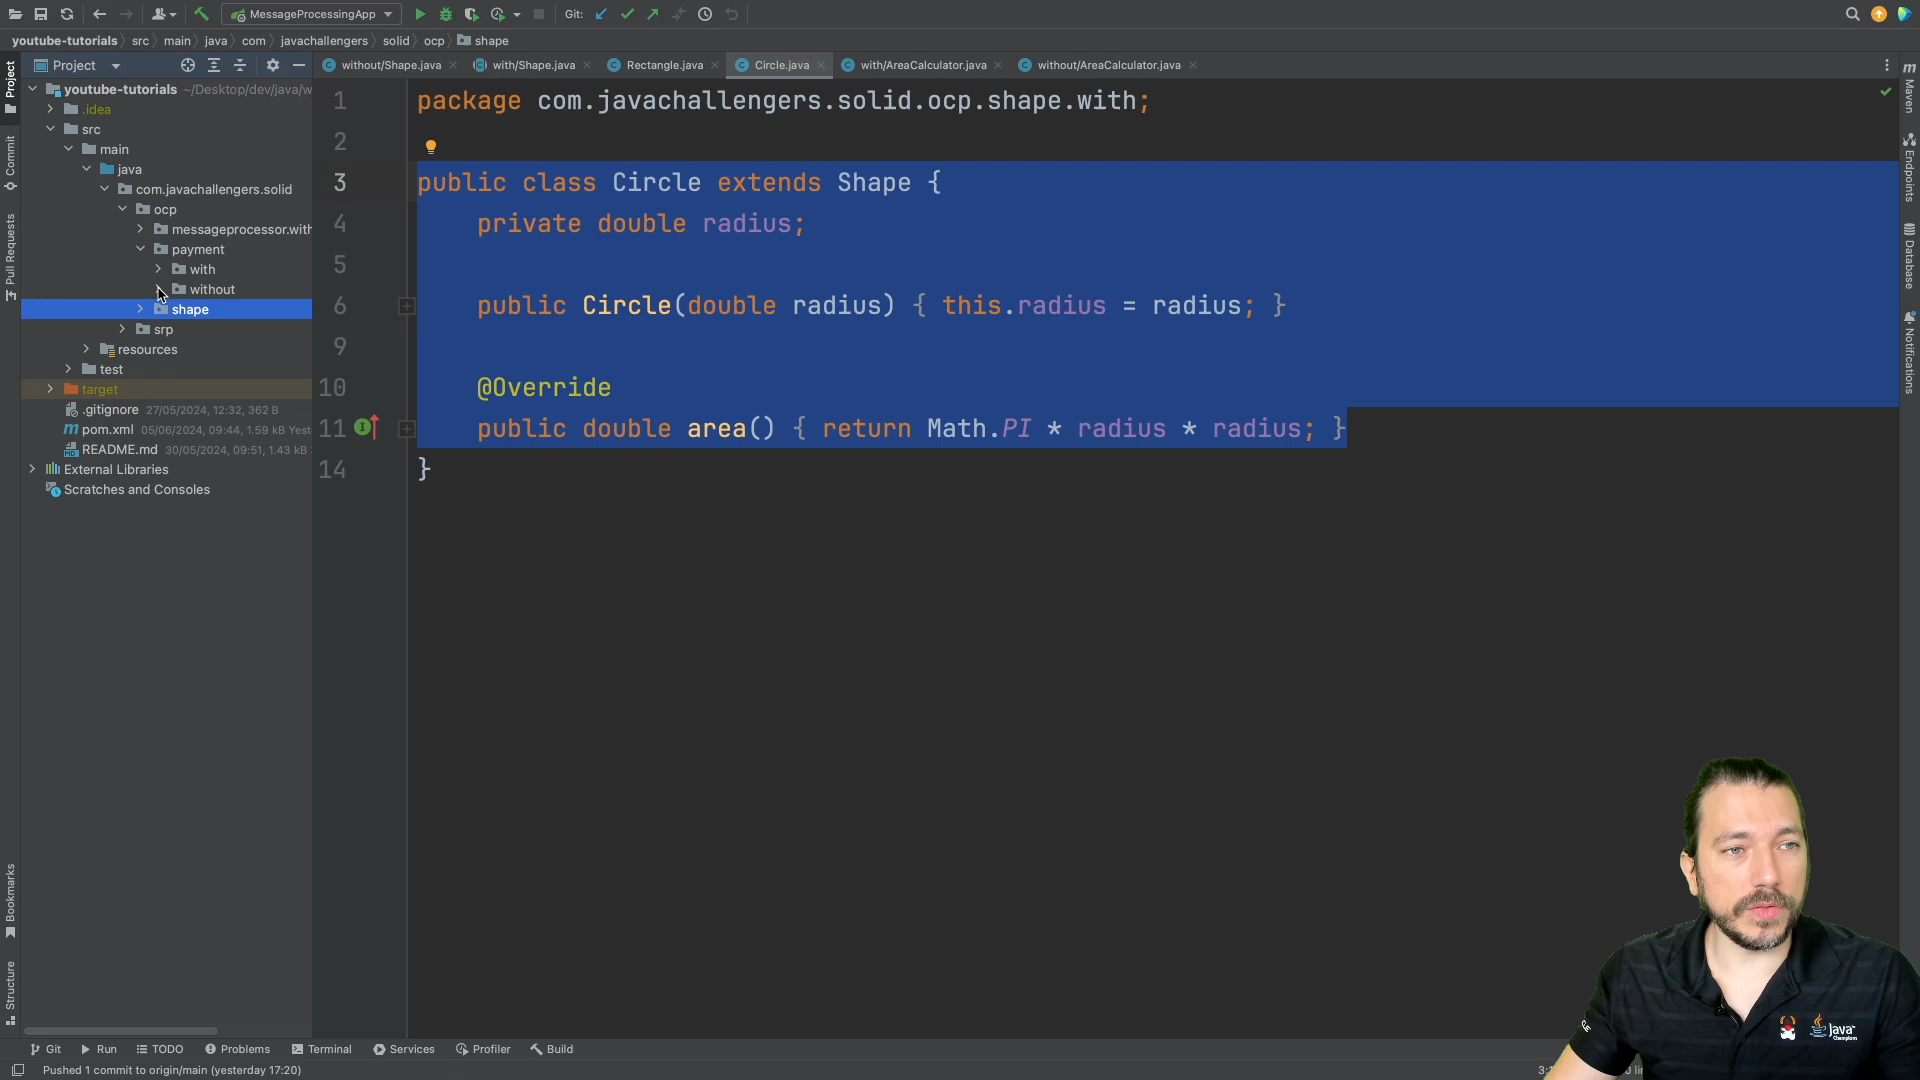 MessageProcessingApp
Git:
youtube-tutorials
src
main
java
com
javachallengers
solid
ocp
shape
Project
without/Shape.java
with/Shape.java
Rectangle.java
Circle.java
with/AreaCalculator.java
without/AreaCalculator.java
Project
Commit
Pull Requests
Bookmarks
Structure
youtube-tutorials ~/Desktop/dev/java/w
.idea
src
main
java
com.javachallengers.solid
ocp
messageprocessor.with
payment
with
without
shape
srp
resources
test
target
.gitignore 27/05/2024, 12:32, 362 B
pom.xml 05/06/2024, 09:44, 1.59 kB Yest
README.md 30/05/2024, 09:51, 1.43 kB
External Libraries
Scratches and Consoles
1 package com.javachallengers.solid.ocp.shape.with;
2
3 public class Circle extends Shape {
4 private double radius;
5
6 public Circle(double radius) { this.radius = radius; }
9
10 @Override
11 public double area() { return Math.PI * radius * radius; }
14 }
Maven
Endpoints
Database
Notifications
Java
Champions
Git
Run
TODO
Problems
Terminal
Services
Profiler
Build
Pushed 1 commit to origin/main (yesterday 17:20)